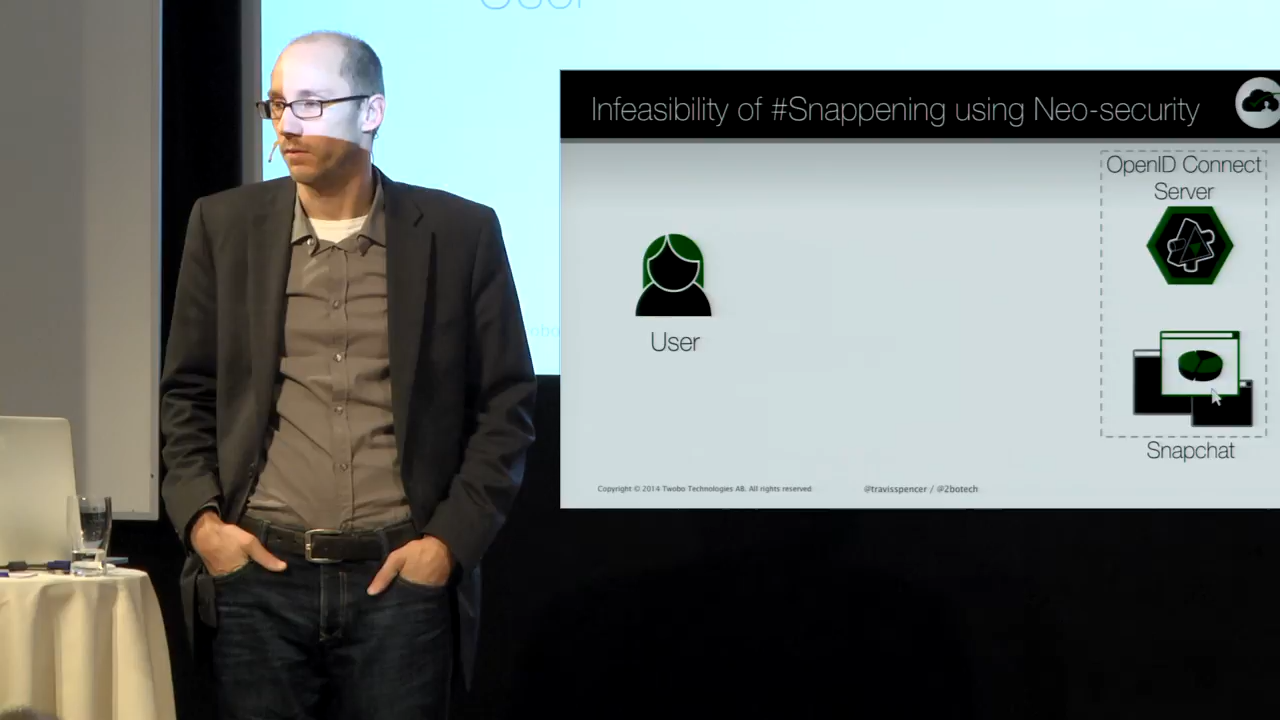 User
Infeasibility of #Snappening using Neo-security
OpenID Connect
Server
User
Snapchat
Copyright © 2014 Twobo Technologies AB. All rights reserved
@travisspencer / @2botech